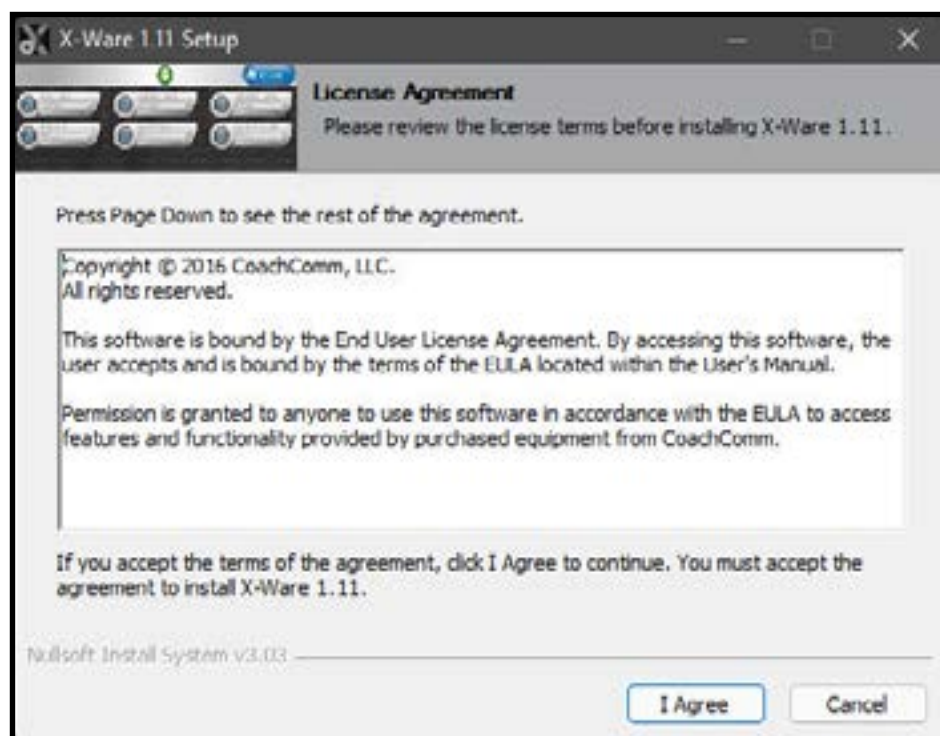 X-Ware 1.11 Setup
License Agreement
Please review the license terms before installing X-Ware 1.11.
Press Page Down to see the rest of the agreement.
Copyright © 2016 CoachComm, LLC.
All rights reserved.
This software is bound by the End User License Agreement. By accessing this software, the
user accepts and is bound by the terms of the EULA located within the User's Manual.
Permission is granted to anyone to use this software in accordance with the EULA to access
features and functionality provided by purchased equipment from CoachComm.
If you accept the terms of the agreement, click I Agree to continue. You must accept the
agreement to install X-Ware 1.11.
Nullsoft Install System v3.03
I Agree
Cancel